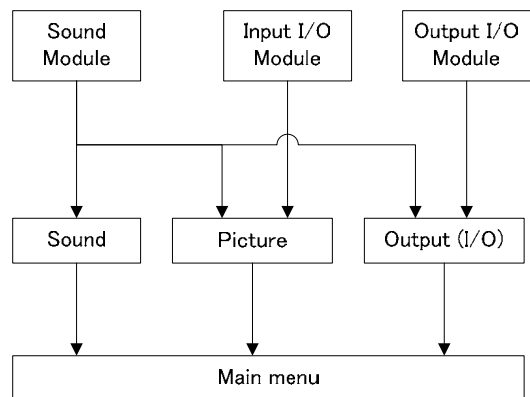 Sound
Module
Input I/O
Module
Output I/O
Module
Sound
Picture
Output (I/O)
Main menu